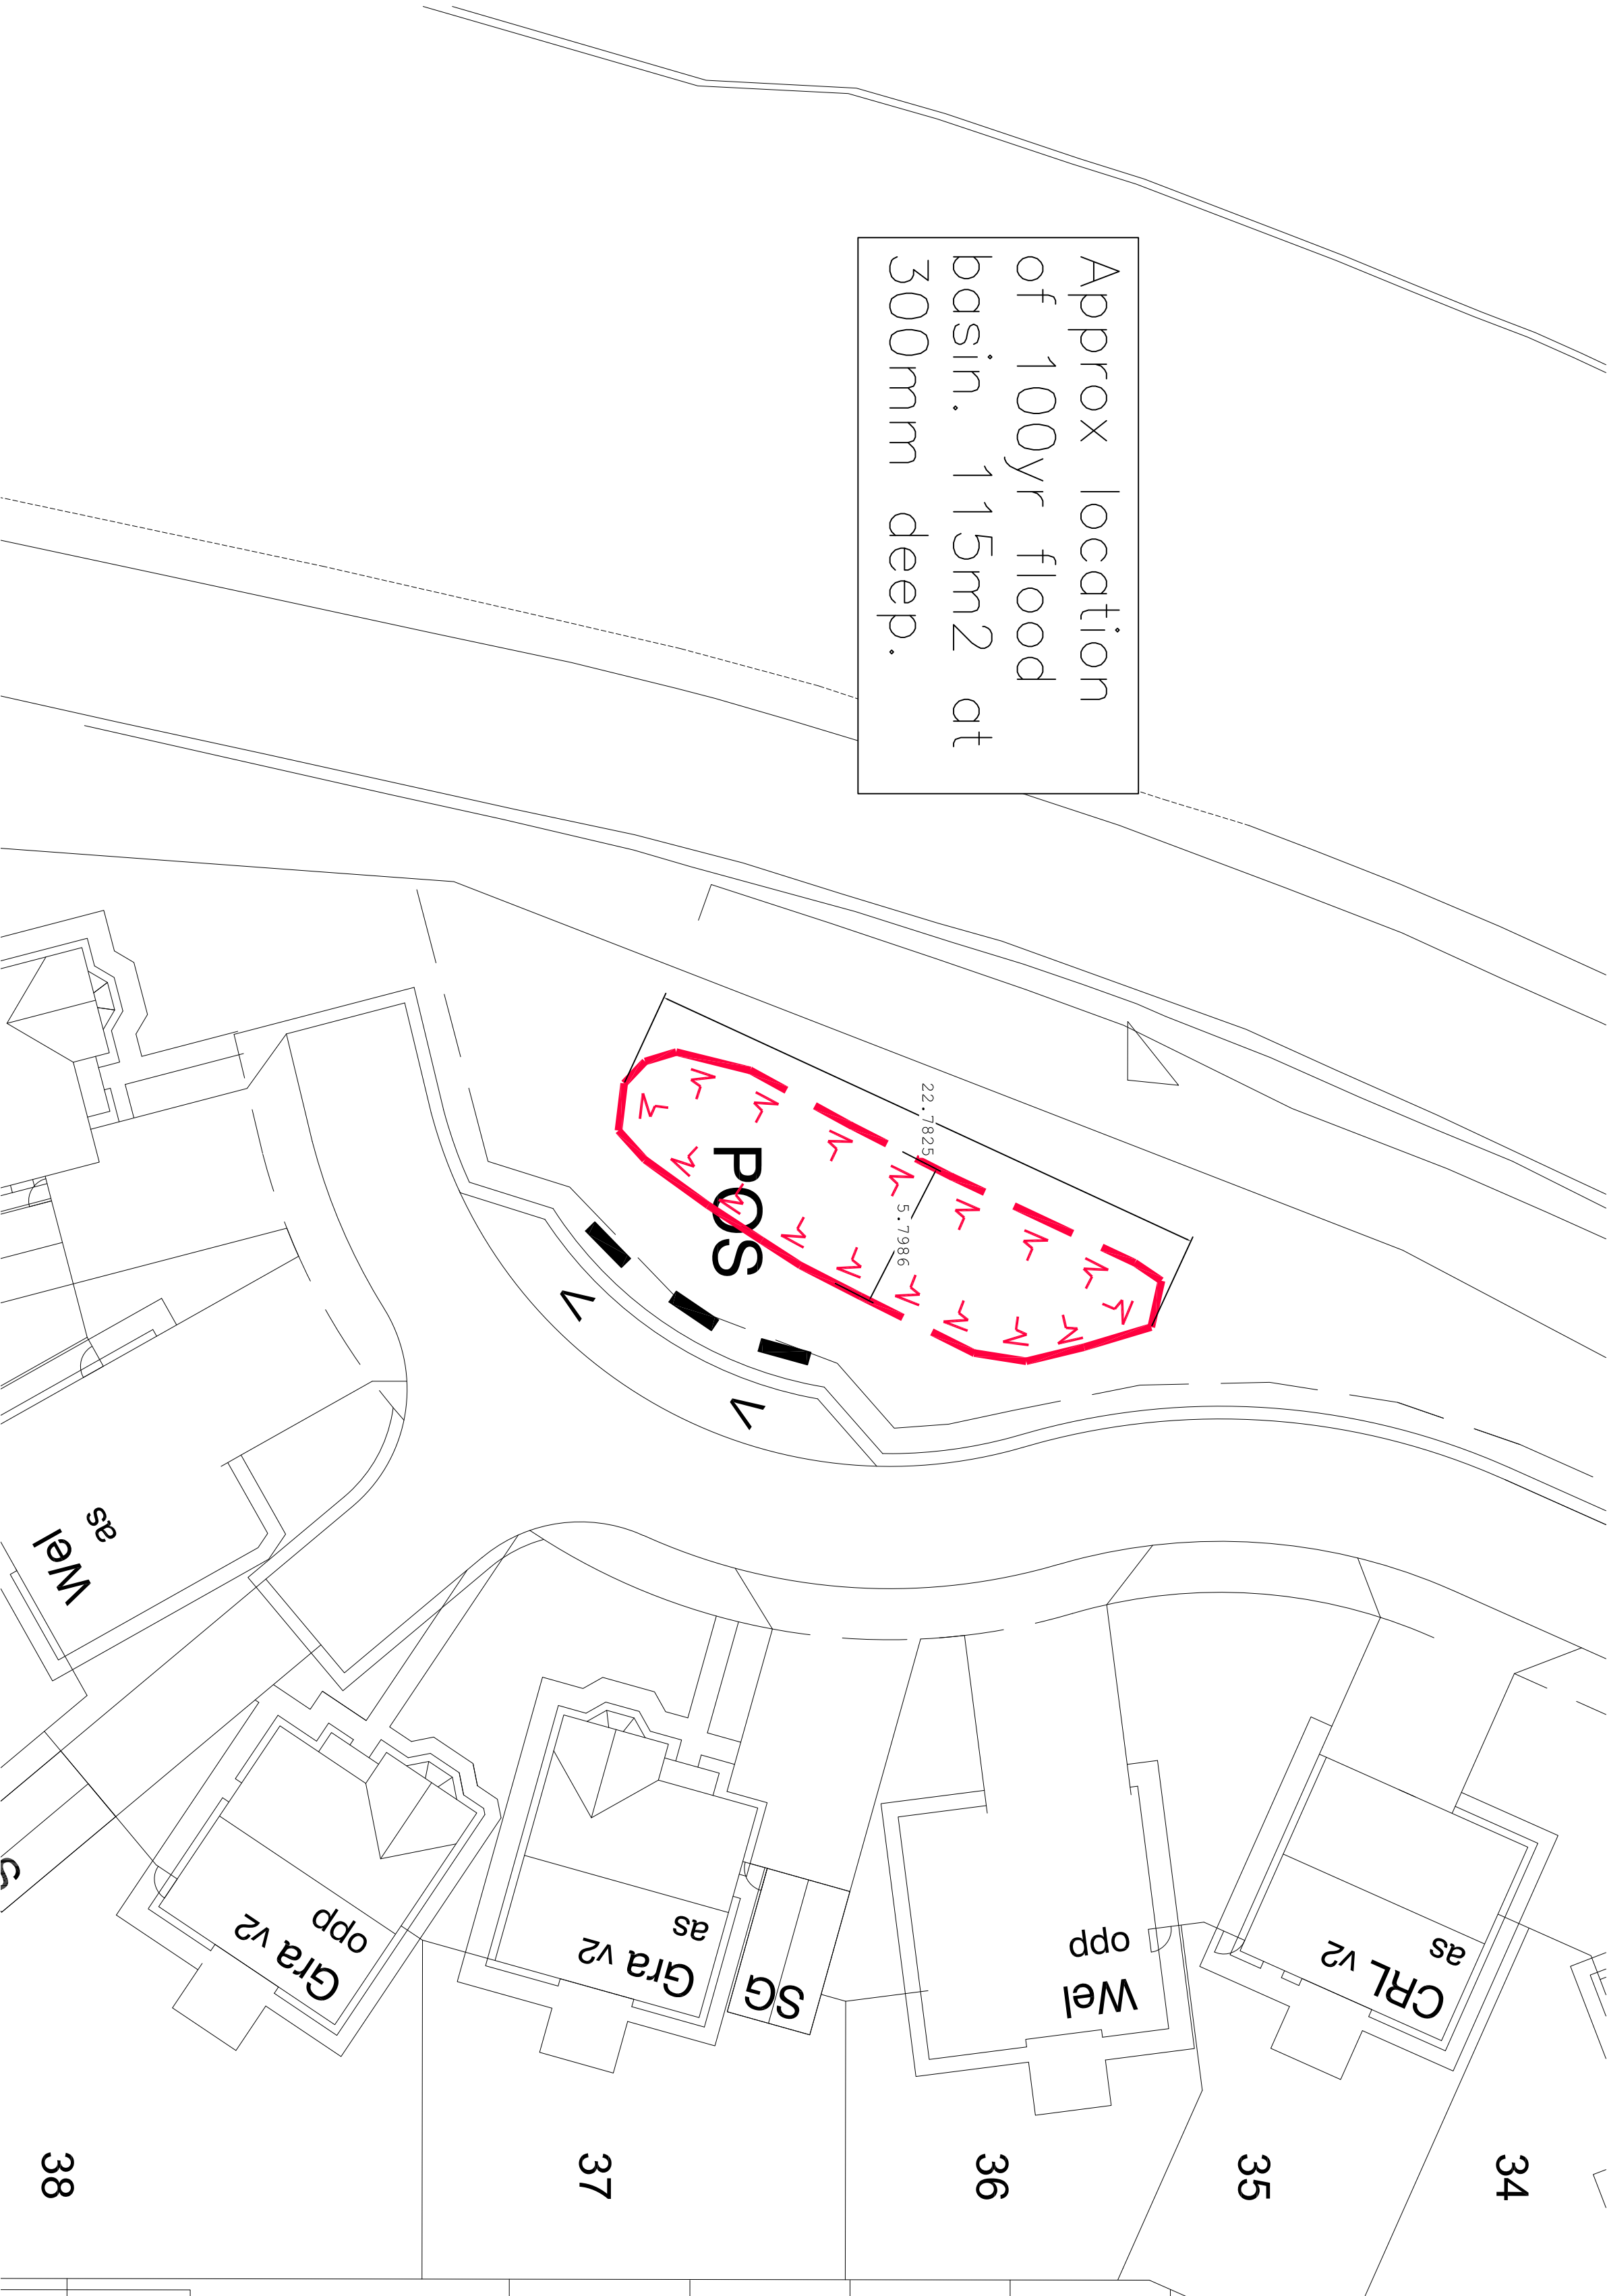 Approx location
of 100yr flood
basin. 115m2 at
300mm deep.
22.7825
5.7986
POS
V
V
Wel
as
Gra v2
opp
Gra v2
as
SG
Wel
opp
CRL v2
as
34
35
36
37
38